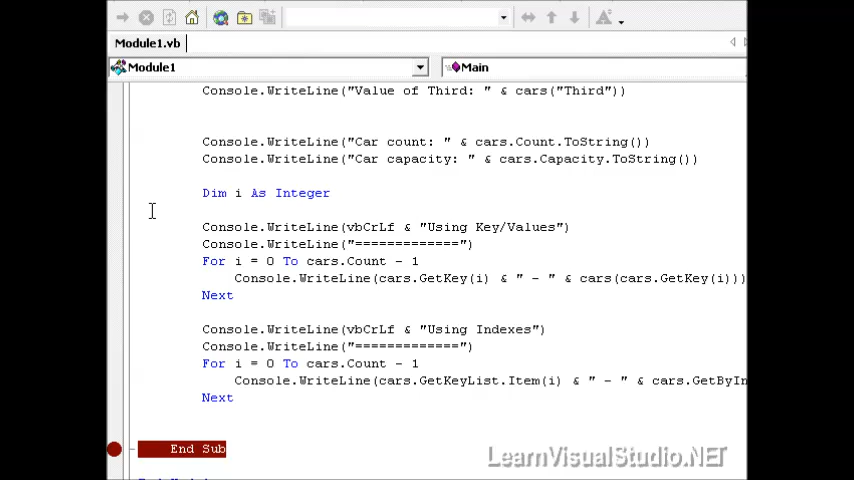 Module1.vb
Module1
Main
Console.WriteLine("Value of Third: " & cars("Third"))
Console.WriteLine("Car count: " & cars.Count.ToString())
Console.WriteLine("Car capacity: " & cars.Capacity.ToString())
Dim i As Integer
Console.WriteLine(vbCrLf & "Using Key/Values")
Console.WriteLine("=============")
For i = 0 To cars.Count - 1
Console.WriteLine(cars.GetKey(i) & " - " & cars(cars.GetKey(i)))
Next
Console.WriteLine(vbCrLf & "Using Indexes")
Console.WriteLine("=============")
For i = 0 To cars.Count - 1
Console.WriteLine(cars.GetKeyList.Item(i) & " - " & cars.GetByIn
Next
End Sub
LearnVisualStudio.NET